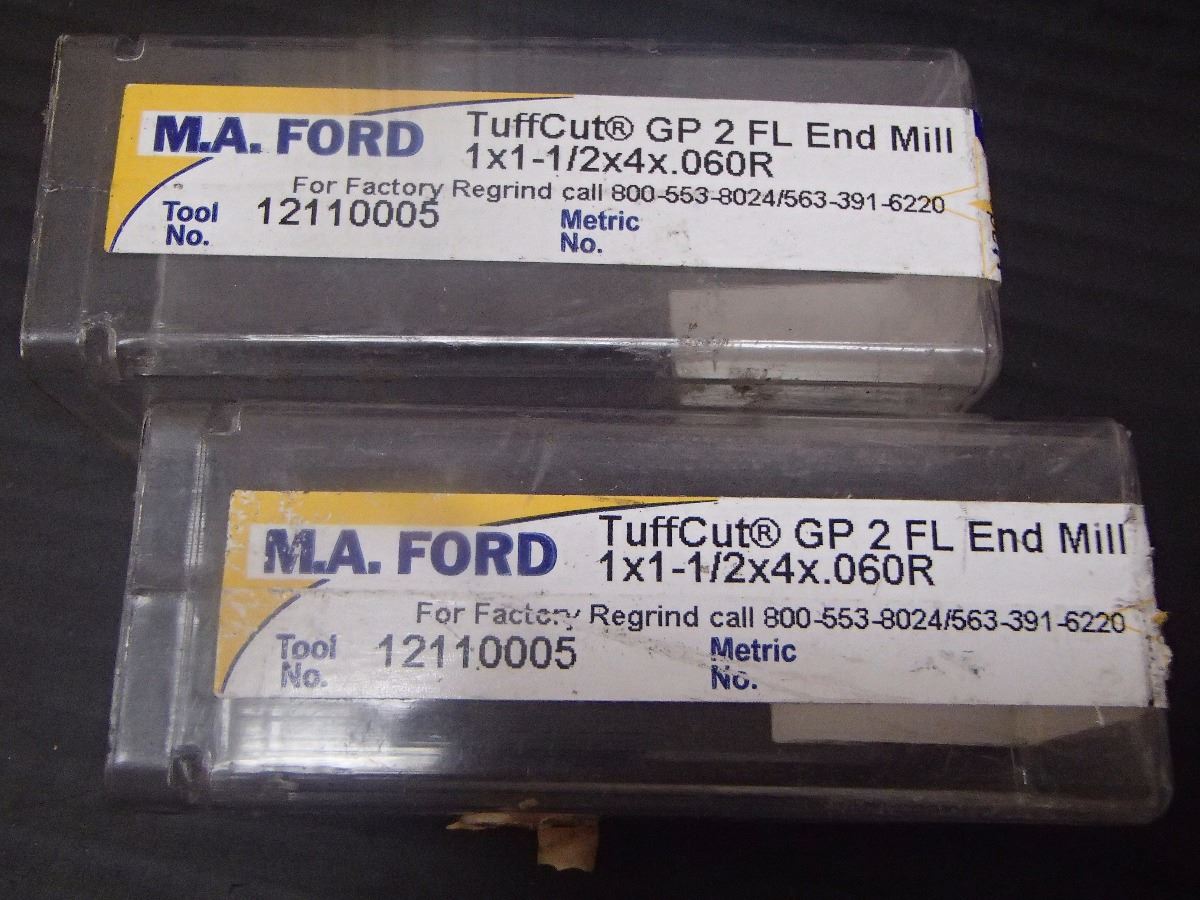 M.A. FORD
TuffCut® GP 2 FL End Mill
1x1-1/2x4x.060R
For Factory Regrind call 800-553-8024/563-391-6220
Tool No. 12110005
Metric No.
M.A. FORD
TuffCut® GP 2 FL End Mill
1x1-1/2x4x.060R
For Factory Regrind call 800-553-8024/563-391-6220
Tool No. 12110005
Metric No.